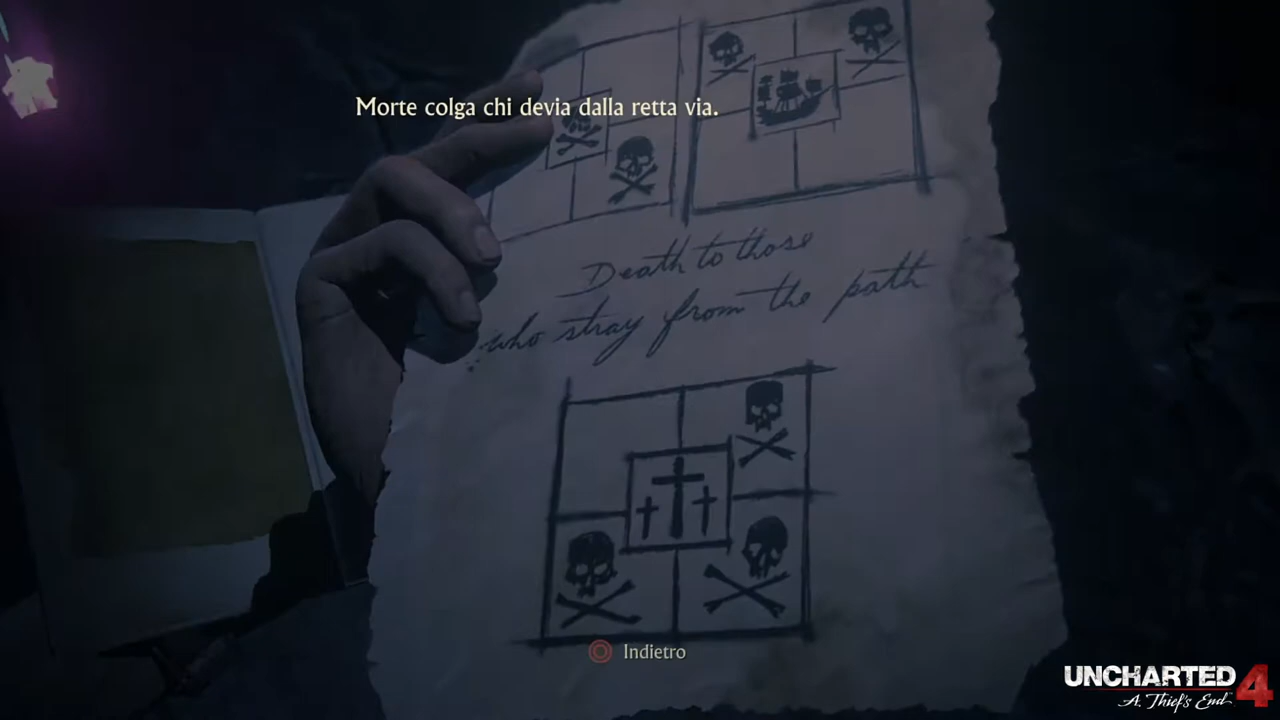 Morte colga chi devia dalla retta via.
Death to those
who stray from the path
Indietro
UNCHARTED 4
A Thief's End